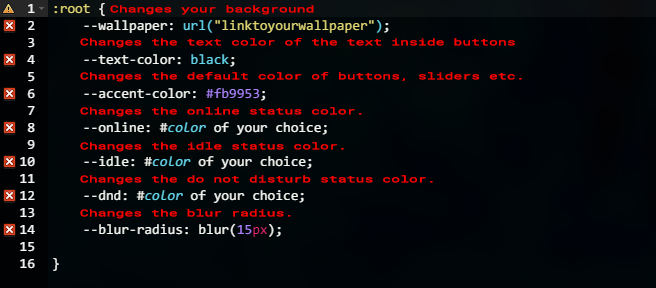 1 :root { Changes your background
2 --wallpaper: url("linktoyourwallpaper");
3 Changes the text color of the text inside buttons
4 --text-color: black;
5 Changes the default color of buttons, sliders etc.
6 --accent-color: #fb9953;
7 Changes the online status color.
8 --online: #color of your choice;
9 Changes the idle status color.
10 --idle: #color of your choice;
11 Changes the do not disturb status color.
12 --dnd: #color of your choice;
13 Changes the blur radius.
14 --blur-radius: blur(15px);
15
16 }